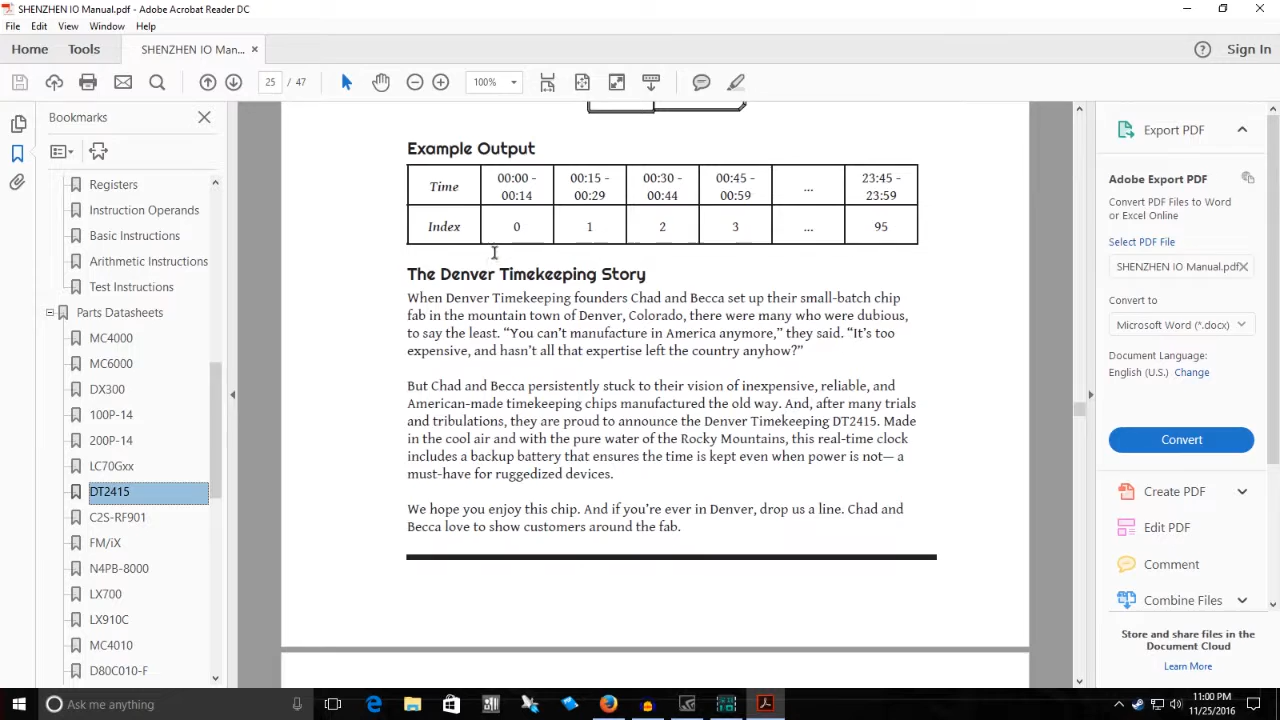 SHENZHEN IO Manual.pdf - Adobe Acrobat Reader DC
File Edit View Window Help
Home Tools SHENZHEN IO Man... × Sign In
25 / 47 100%
Bookmarks
Registers
Instruction Operands
Basic Instructions
Arithmetic Instructions
Test Instructions
Parts Datasheets
MC4000
MC6000
DX300
100P-14
200P-14
LC70Gxx
DT2415
C2S-RF901
FM/iX
N4PB-8000
LX700
LX910C
MC4010
D80C010-F
Example Output
Time 00:00 - 00:15 - 00:30 - 00:45 - ... 23:45 -
00:14 00:29 00:44 00:59 23:59
Index 0 1 2 3 ... 95
The Denver Timekeeping Story
When Denver Timekeeping founders Chad and Becca set up their small-batch chip
fab in the mountain town of Denver, Colorado, there were many who were dubious,
to say the least. “You can’t manufacture in America anymore,” they said. “It’s too
expensive, and hasn’t all that expertise left the country anyhow?”
But Chad and Becca persistently stuck to their vision of inexpensive, reliable, and
American-made timekeeping chips manufactured the old way. And, after many trials
and tribulations, they are proud to announce the Denver Timekeeping DT2415. Made
in the cool air and with the pure water of the Rocky Mountains, this real-time clock
includes a backup battery that ensures the time is kept even when power is not— a
must-have for ruggedized devices.
We hope you enjoy this chip. And if you’re ever in Denver, drop us a line. Chad and
Becca love to show customers around the fab.
Export PDF
Adobe Export PDF
Convert PDF Files to Word
or Excel Online
Select PDF File
SHENZHEN IO Manual.pdf
Convert to
Microsoft Word (*.docx)
Document Language:
English (U.S.) Change
Convert
Create PDF
Edit PDF
Comment
Combine Files
Store and share files in the
Document Cloud
Learn More
Ask me anything
11:00 PM
11/25/2016